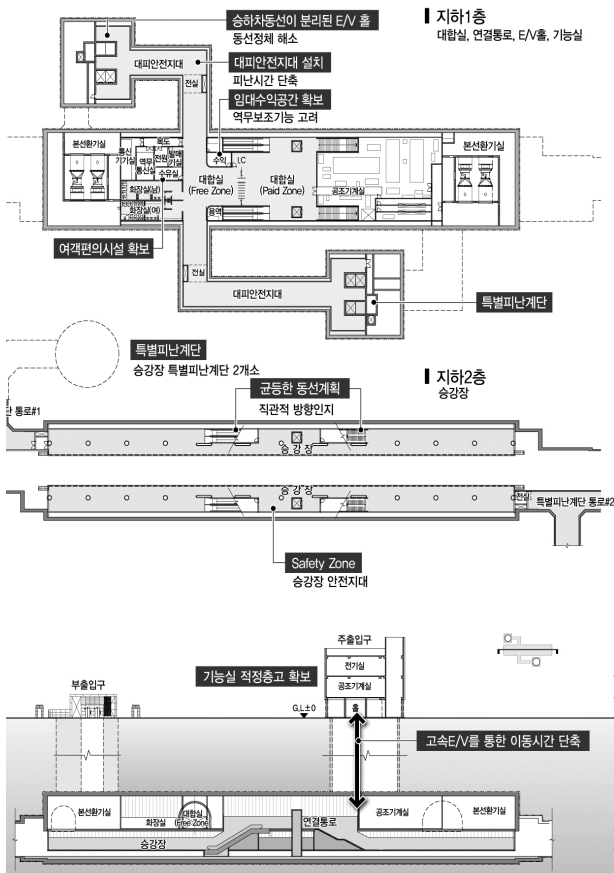 승하차동선이 분리된 E/V 홀
동선정체 해소
지하1층
대합실, 연결통로, E/V홀, 기능실
대피안전지대
대피안전지대 설치
피난시간 단축
전실
임대수익공간 확보
역무보조기능 고려
본선환기실
통신
기기실
역무
통신실
복도
전원
발매
기실
수유실
화장실(남)
화장실(여)
수익
LC
대합실
(Free Zone)
대합실
(Paid Zone)
공조기계실
본선환기실
용역
여객편의시설 확보
전실
대피안전지대
특별피난계단
특별피난계단
승강장 특별피난계단 2개소
지하2층
승강장
균등한 동선계획
직관적 방향인지
통로#1
승강장
승강장
전실
특별피난계단 통로#2
Safety Zone
승강장 안전지대
주출입구
전기실
공조기계실
홀
기능실 적정층고 확보
부출입구
G.L±0
고속E/V를 통한 이동시간 단축
본선환기실
화장실
대합실
(Free Zone)
연결통로
공조기계실
본선환기실
승강장